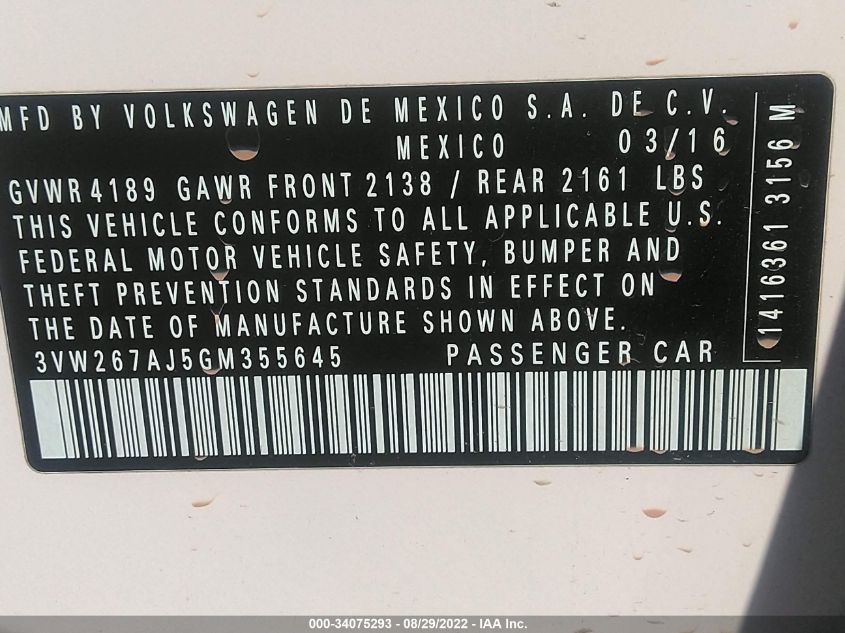 MFD BY VOLKSWAGEN DE MEXICO S.A. DE C.V.
MEXICO 03/16
GVWR 4189 GAWR FRONT 2138 / REAR 2161 LBS
THIS VEHICLE CONFORMS TO ALL APPLICABLE U.S.
FEDERAL MOTOR VEHICLE SAFETY, BUMPER AND
THEFT PREVENTION STANDARDS IN EFFECT ON
THE DATE OF MANUFACTURE SHOWN ABOVE.
3VW267AJ5GM355645 PASSENGER CAR
1416361 3156 M
000-34075293 - 08/29/2022 - IAA Inc.